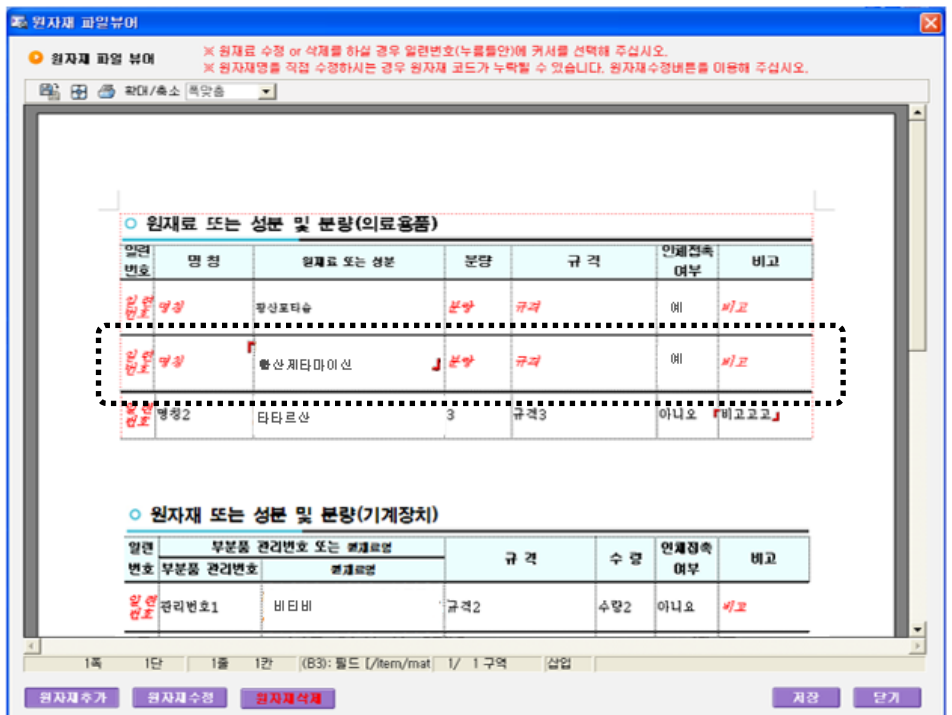 원자재 파일뷰어
원자재 파일 뷰어
※ 원재료 수정 or 삭제를 하실 경우 일련번호(누름틀안)에 커서를 선택해 주십시오.
※ 원자재명를 직접 수정하시는 경우 원자재 코드가 누락될 수 있습니다. 원자재수정버튼를 이용해 주십시오.
확대/축소 폭맞춤
원재료 또는 성분 및 분량(의료용품)
일련번호 명 칭 원재료 또는 성분 분량 규 격 인체접촉여부 비고
일련번호 명칭 황산포타슘 분량 규격 예 비고
일련번호 명칭 황산제타마이신 분량 규격 예 비고
일련번호 명칭2 타타르산 3 규격3 아니오 『비고고고』
원자재 또는 성분 및 분량(기계장치)
일련번호 부분품 관리번호 또는 원재료명 규 격 수 량 인체접촉여부 비고
부분품 관리번호 원재료명
일련번호 관리번호1 비티비 규격2 수량2 아니요 비고
1쪽 1단 1줄 1칸 (B3): 필드 [/item/mat 1/ 1 구역 삽입
원자재추가 원자재수정 원자재삭제 저장 닫기